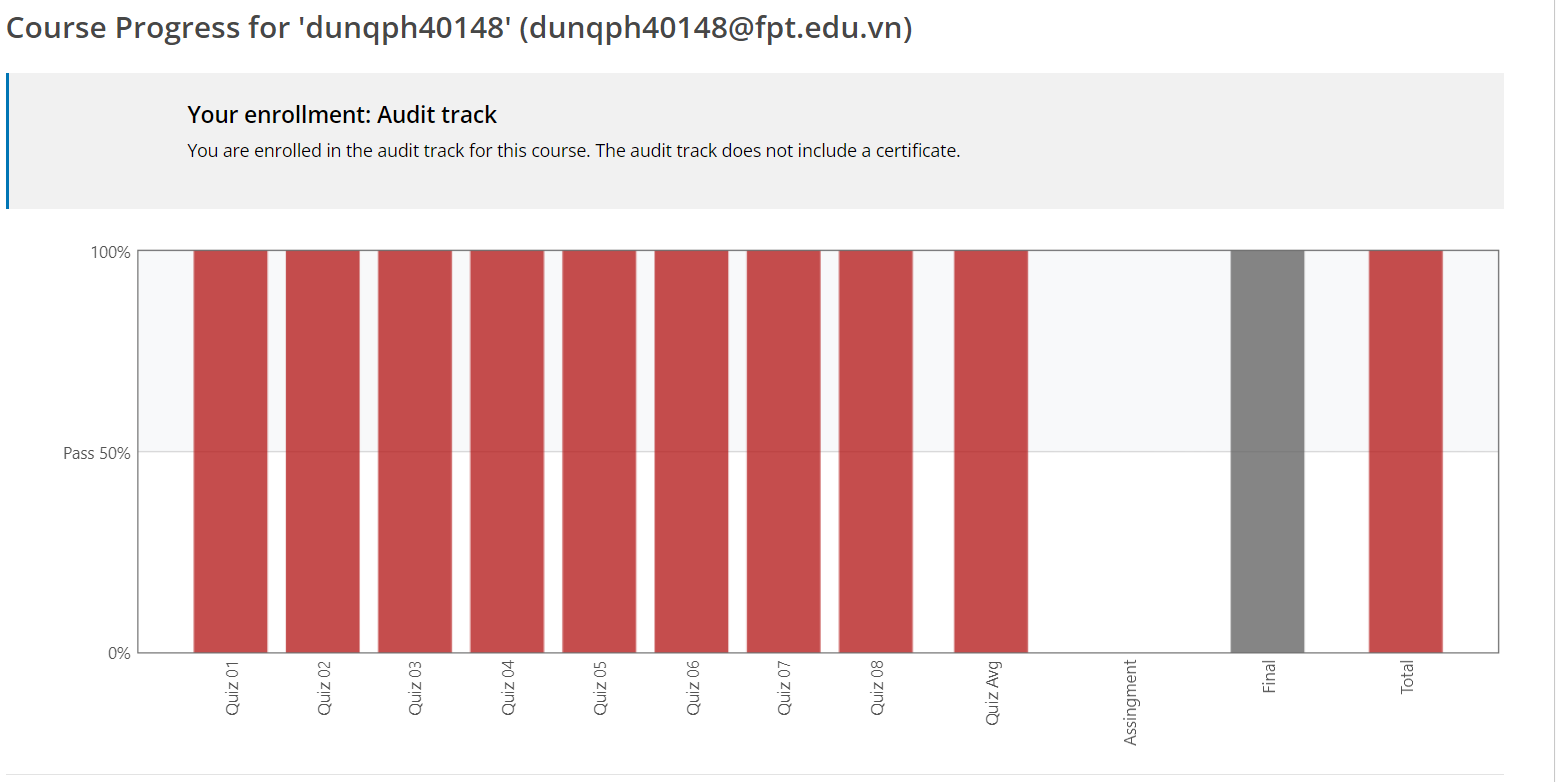 Course Progress for 'dunqph40148' (dunqph40148@fpt.edu.vn)
Your enrollment: Audit track
You are enrolled in the audit track for this course. The audit track does not include a certificate.
100%
Pass 50%
0%
Quiz 01
Quiz 02
Quiz 03
Quiz 04
Quiz 05
Quiz 06
Quiz 07
Quiz 08
Quiz Avg
Assingment
Final
Total